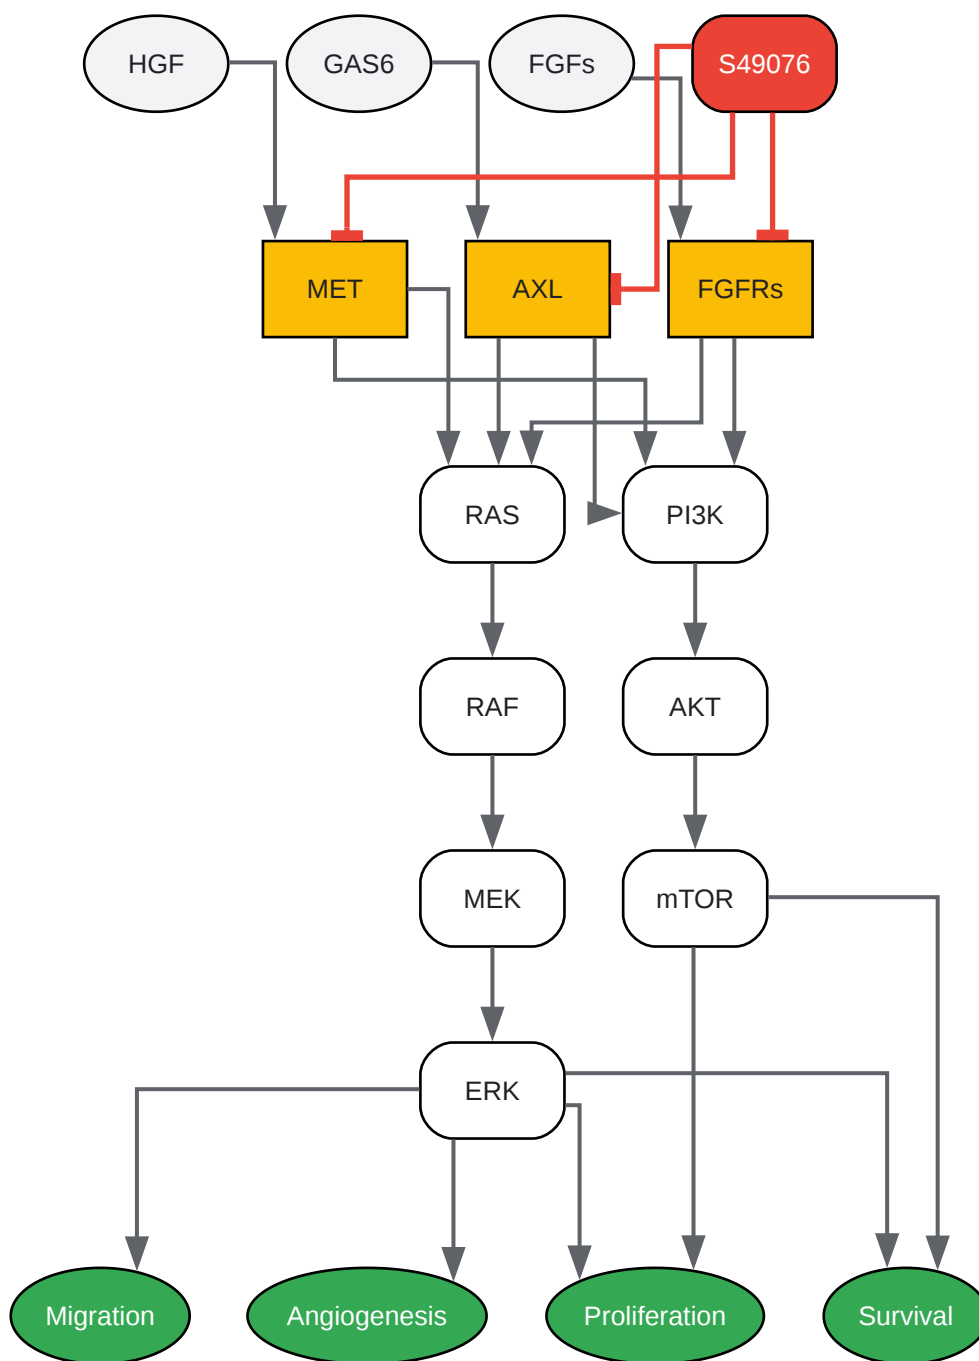 HGF
GAS6
FGFs
S49076
MET
AXL
FGFRs
RAS
PI3K
RAF
AKT
MEK
mTOR
ERK
Migration
Angiogenesis
Proliferation
Survival